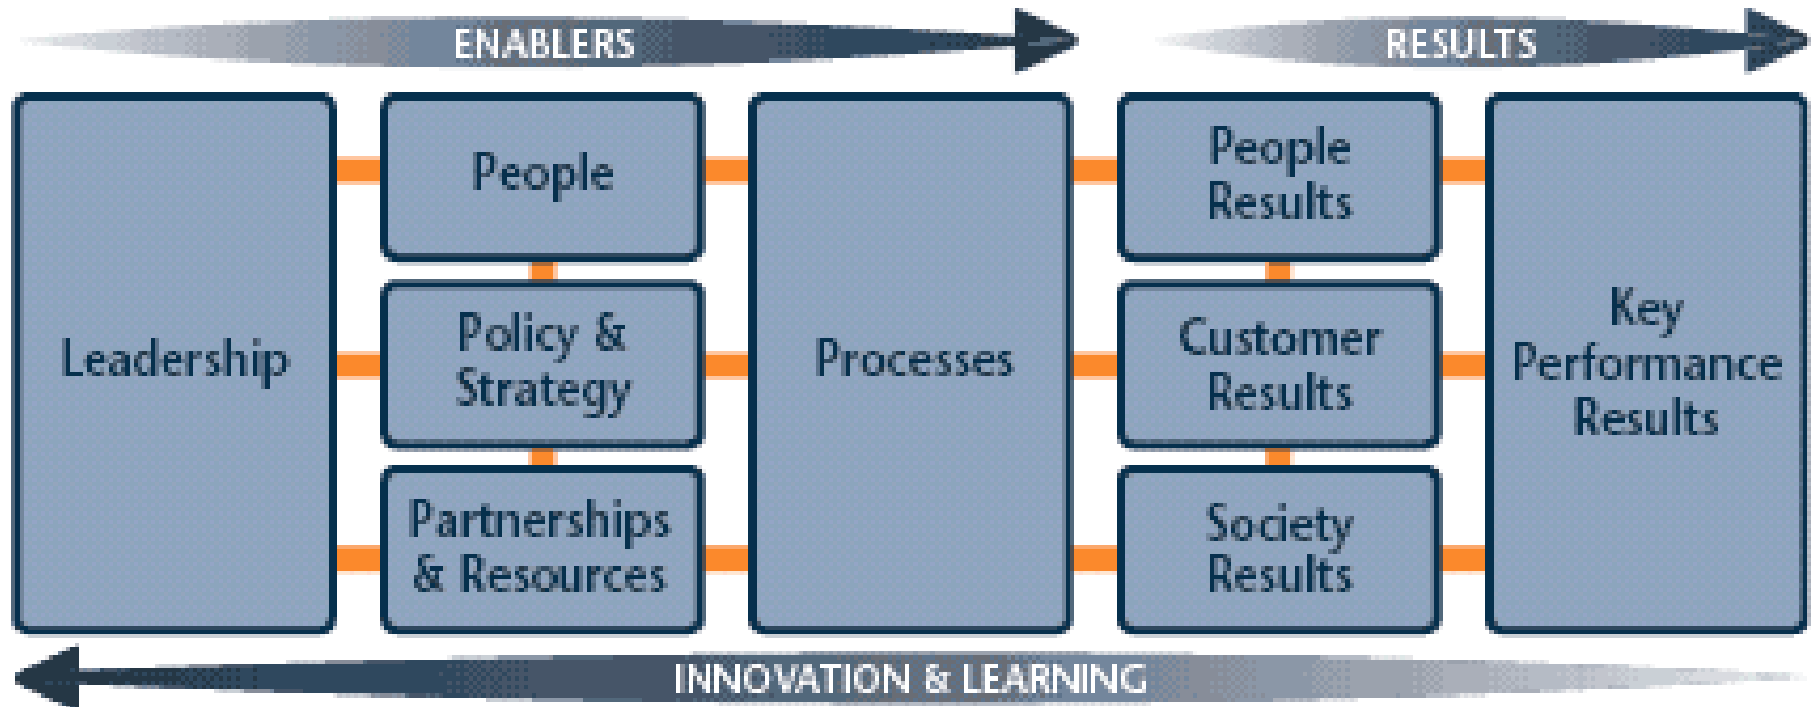 ENABLERS
RESULTS
Leadership
People
Policy &
Strategy
Partnerships
& Resources
Processes
People
Results
Customer
Results
Society
Results
Key
Performance
Results
INNOVATION & LEARNING